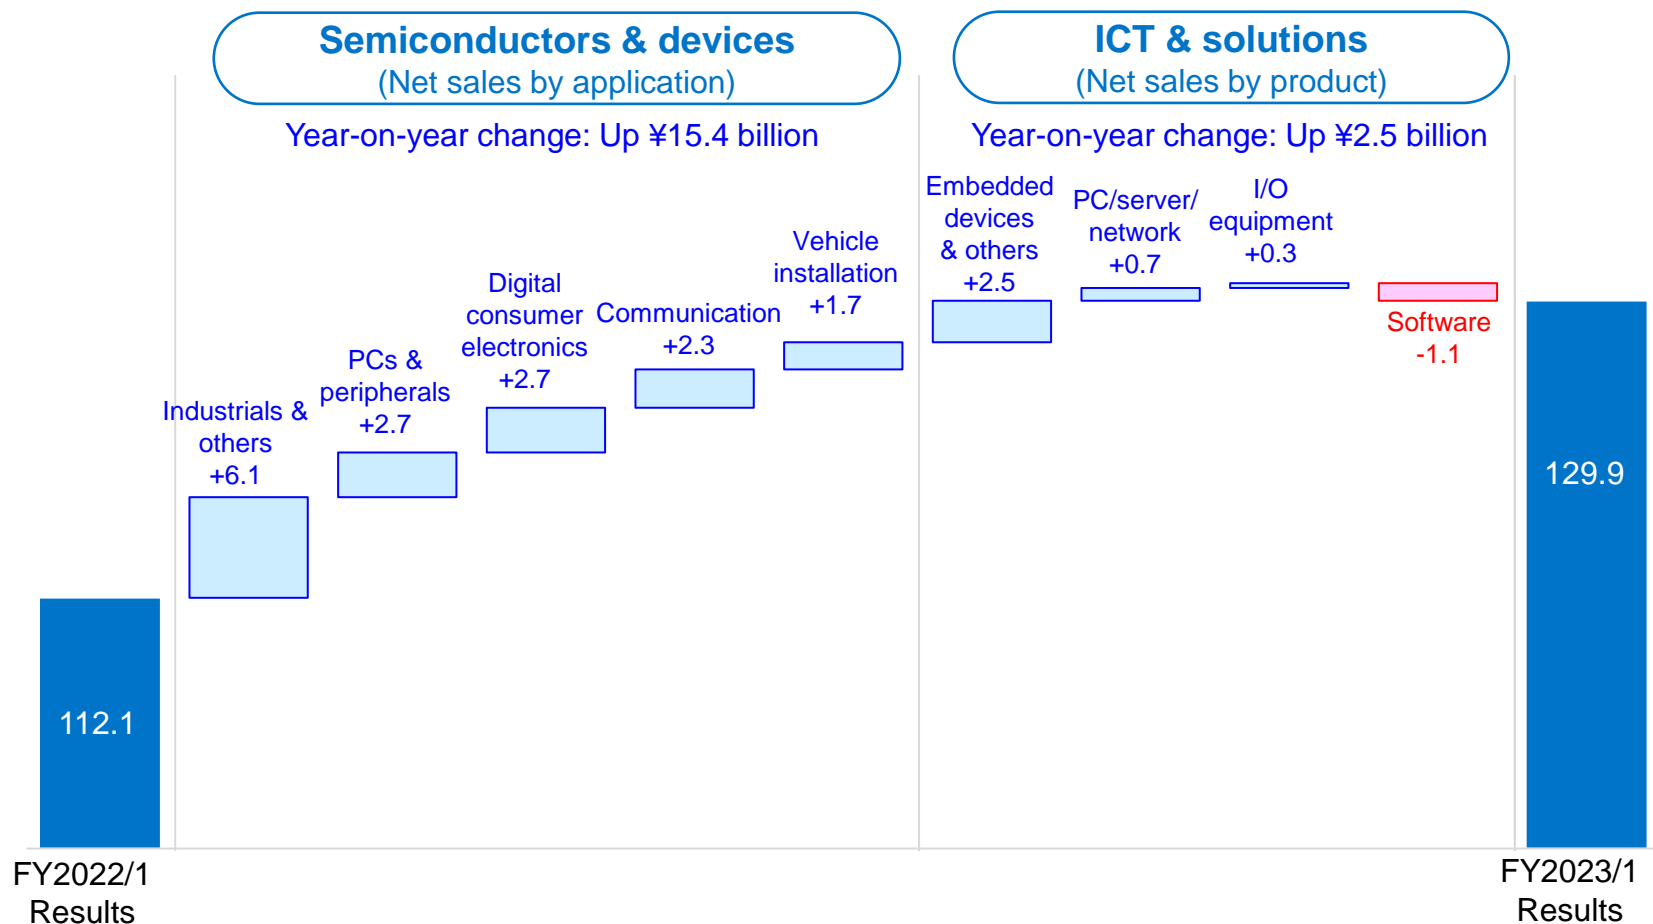 Semiconductors & devices
(Net sales by application)
Year-on-year change: Up ¥15.4 billion
ICT & solutions
(Net sales by product)
Year-on-year change: Up ¥2.5 billion
Industrials &
others
+6.1
PCs &
peripherals
+2.7
Digital
consumer
electronics
+2.7
Communication
+2.3
Vehicle
installation
+1.7
Embedded
devices
& others
+2.5
PC/server/
network
+0.7
I/O
equipment
+0.3
Software
-1.1
112.1
129.9
FY2022/1
Results
FY2023/1
Results